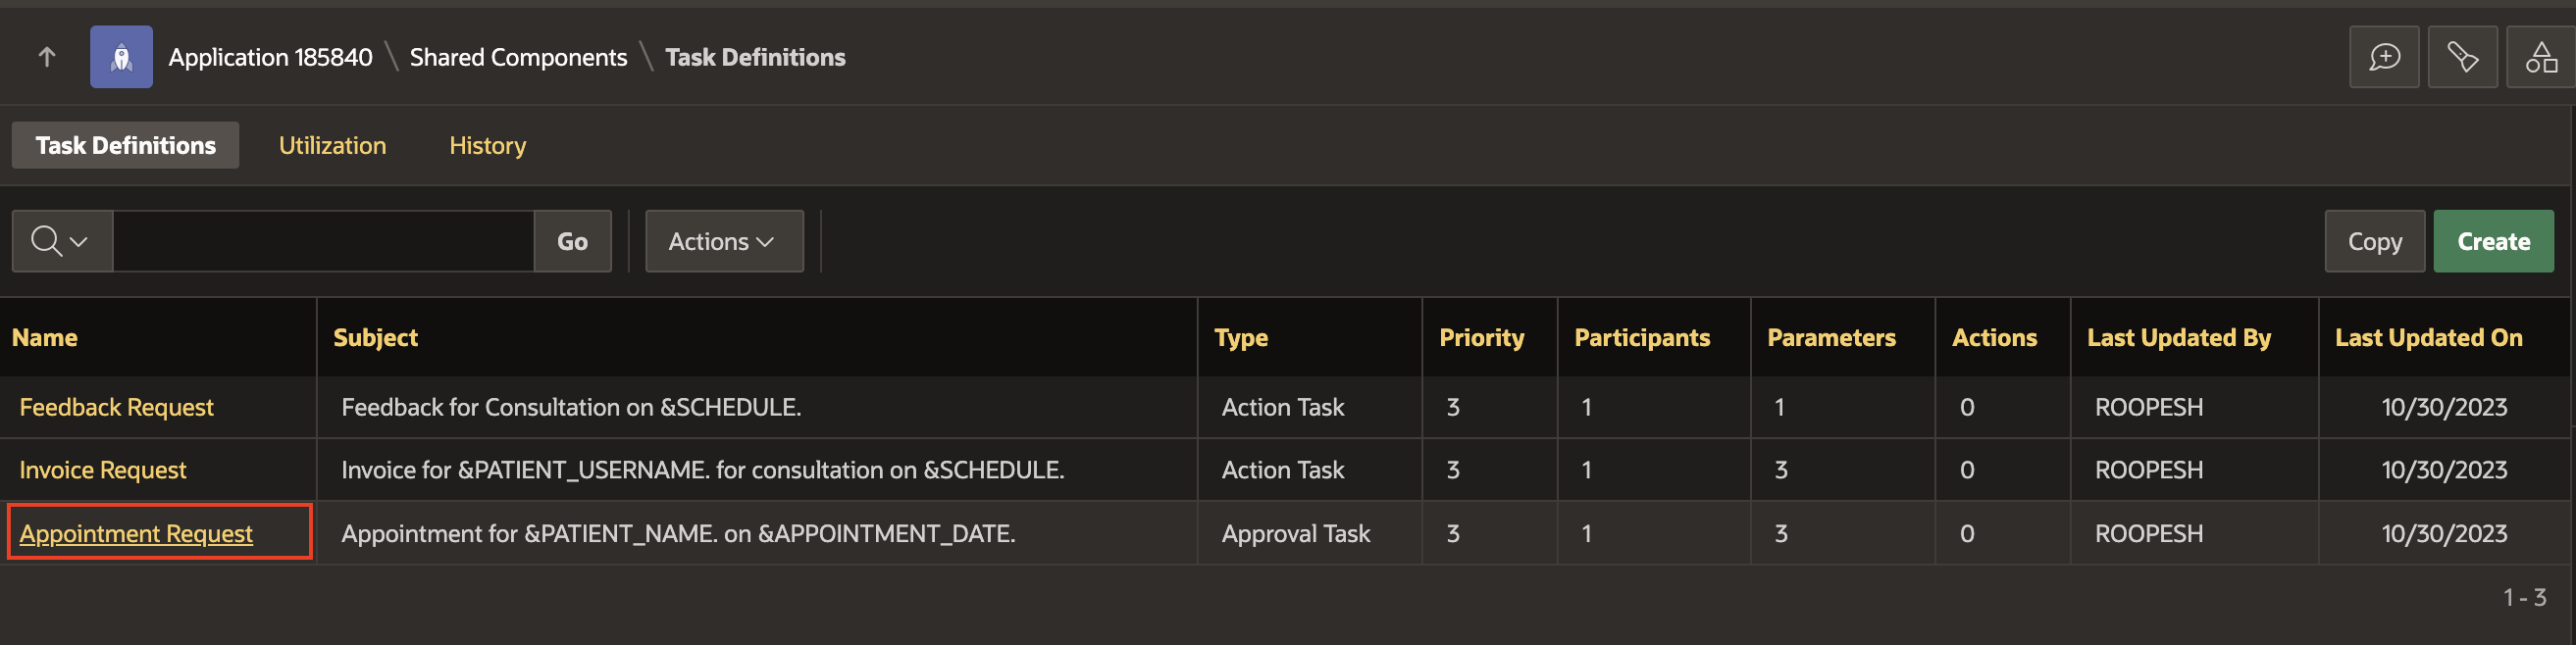 Application 185840 \ Shared Components \ Task Definitions
Task Definitions Utilization History
Go Actions Copy Create
Name Subject Type Priority Participants Parameters Actions Last Updated By Last Updated On
Feedback Request Feedback for Consultation on &SCHEDULE. Action Task 3 1 1 0 ROOPESH 10/30/2023
Invoice Request Invoice for &PATIENT_USERNAME. for consultation on &SCHEDULE. Action Task 3 1 3 0 ROOPESH 10/30/2023
Appointment Request Appointment for &PATIENT_NAME. on &APPOINTMENT_DATE. Approval Task 3 1 3 0 ROOPESH 10/30/2023
1 - 3